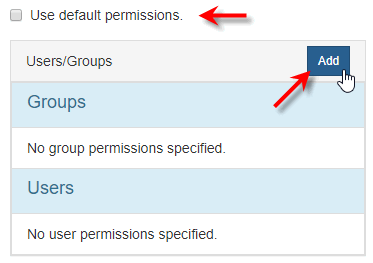 Use default permissions.
Users/Groups Add
Groups
No group permissions specified.
Users
No user permissions specified.